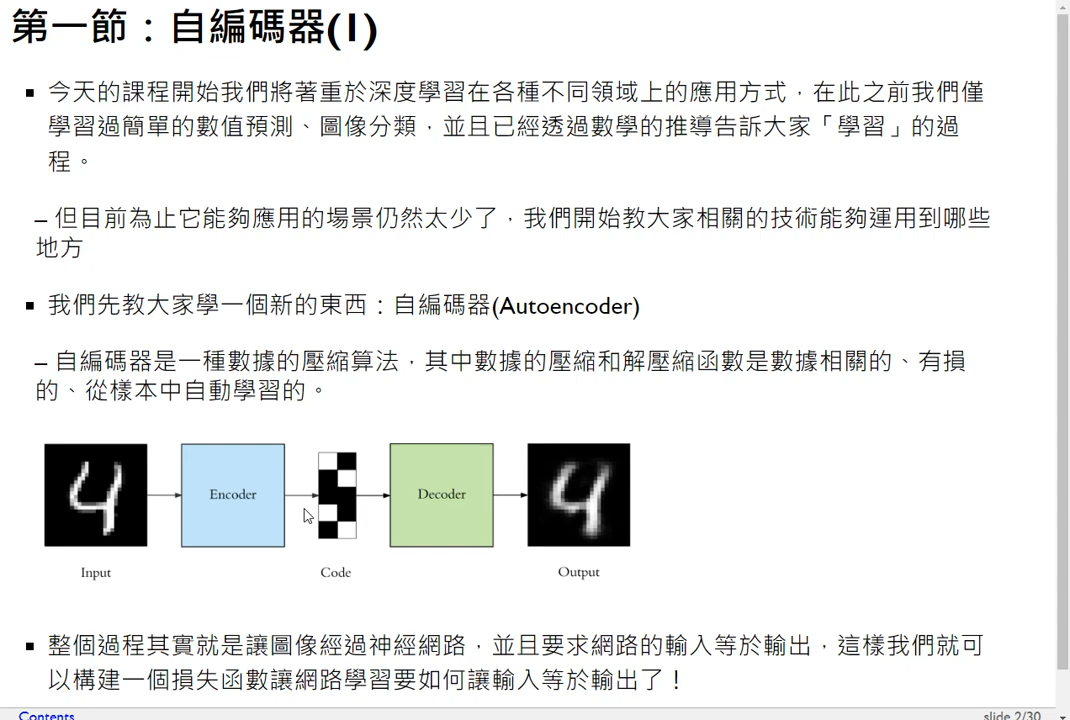 第一節：自編碼器(I)
▪ 今天的課程開始我們將著重於深度學習在各種不同領域上的應用方式，在此之前我們僅
學習過簡單的數值預測、圖像分類，並且已經透過數學的推導告訴大家「學習」的過
程。
– 但目前為止它能夠應用的場景仍然太少了，我們開始教大家相關的技術能夠運用到哪些
地方
▪ 我們先教大家學一個新的東西：自編碼器(Autoencoder)
– 自編碼器是一種數據的壓縮算法，其中數據的壓縮和解壓縮函數是數據相關的、有損
的、從樣本中自動學習的。
4
Encoder
Decoder
4
Input
Code
Output
▪ 整個過程其實就是讓圖像經過神經網路，並且要求網路的輸入等於輸出，這樣我們就可
以構建一個損失函數讓網路學習要如何讓輸入等於輸出了！
Contents
slide 2/30